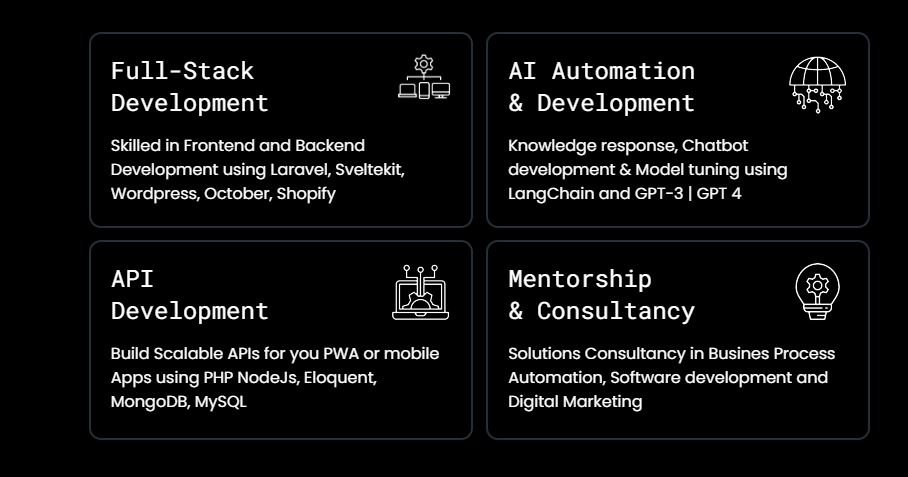 Full-Stack
Development
Skilled in Frontend and Backend
Development using Laravel, Sveltekit,
Wordpress, October, Shopify
AI Automation
& Development
Knowledge response, Chatbot
development & Model tuning using
LangChain and GPT-3 | GPT 4
API
Development
Build Scalable APIs for you PWA or mobile
Apps using PHP NodeJs, Eloquent,
MongoDB, MySQL
Mentorship
& Consultancy
Solutions Consultancy in Busines Process
Automation, Software development and
Digital Marketing